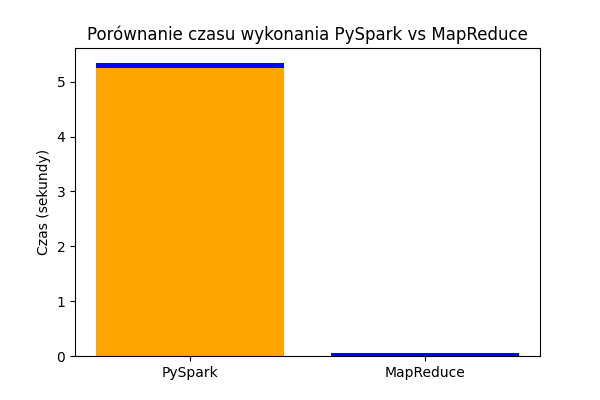 Porównanie czasu wykonania PySpark vs MapReduce
Czas (sekundy)
5
4
3
2
1
0
PySpark
MapReduce